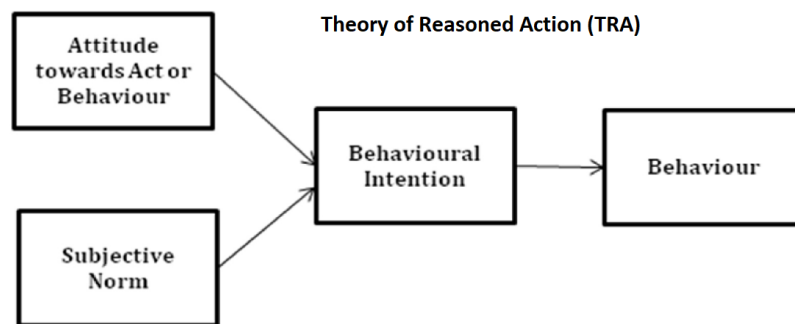 Theory of Reasoned Action (TRA)
Attitude
towards Act or
Behaviour
Behavioural
Intention
Behaviour
Subjective
Norm